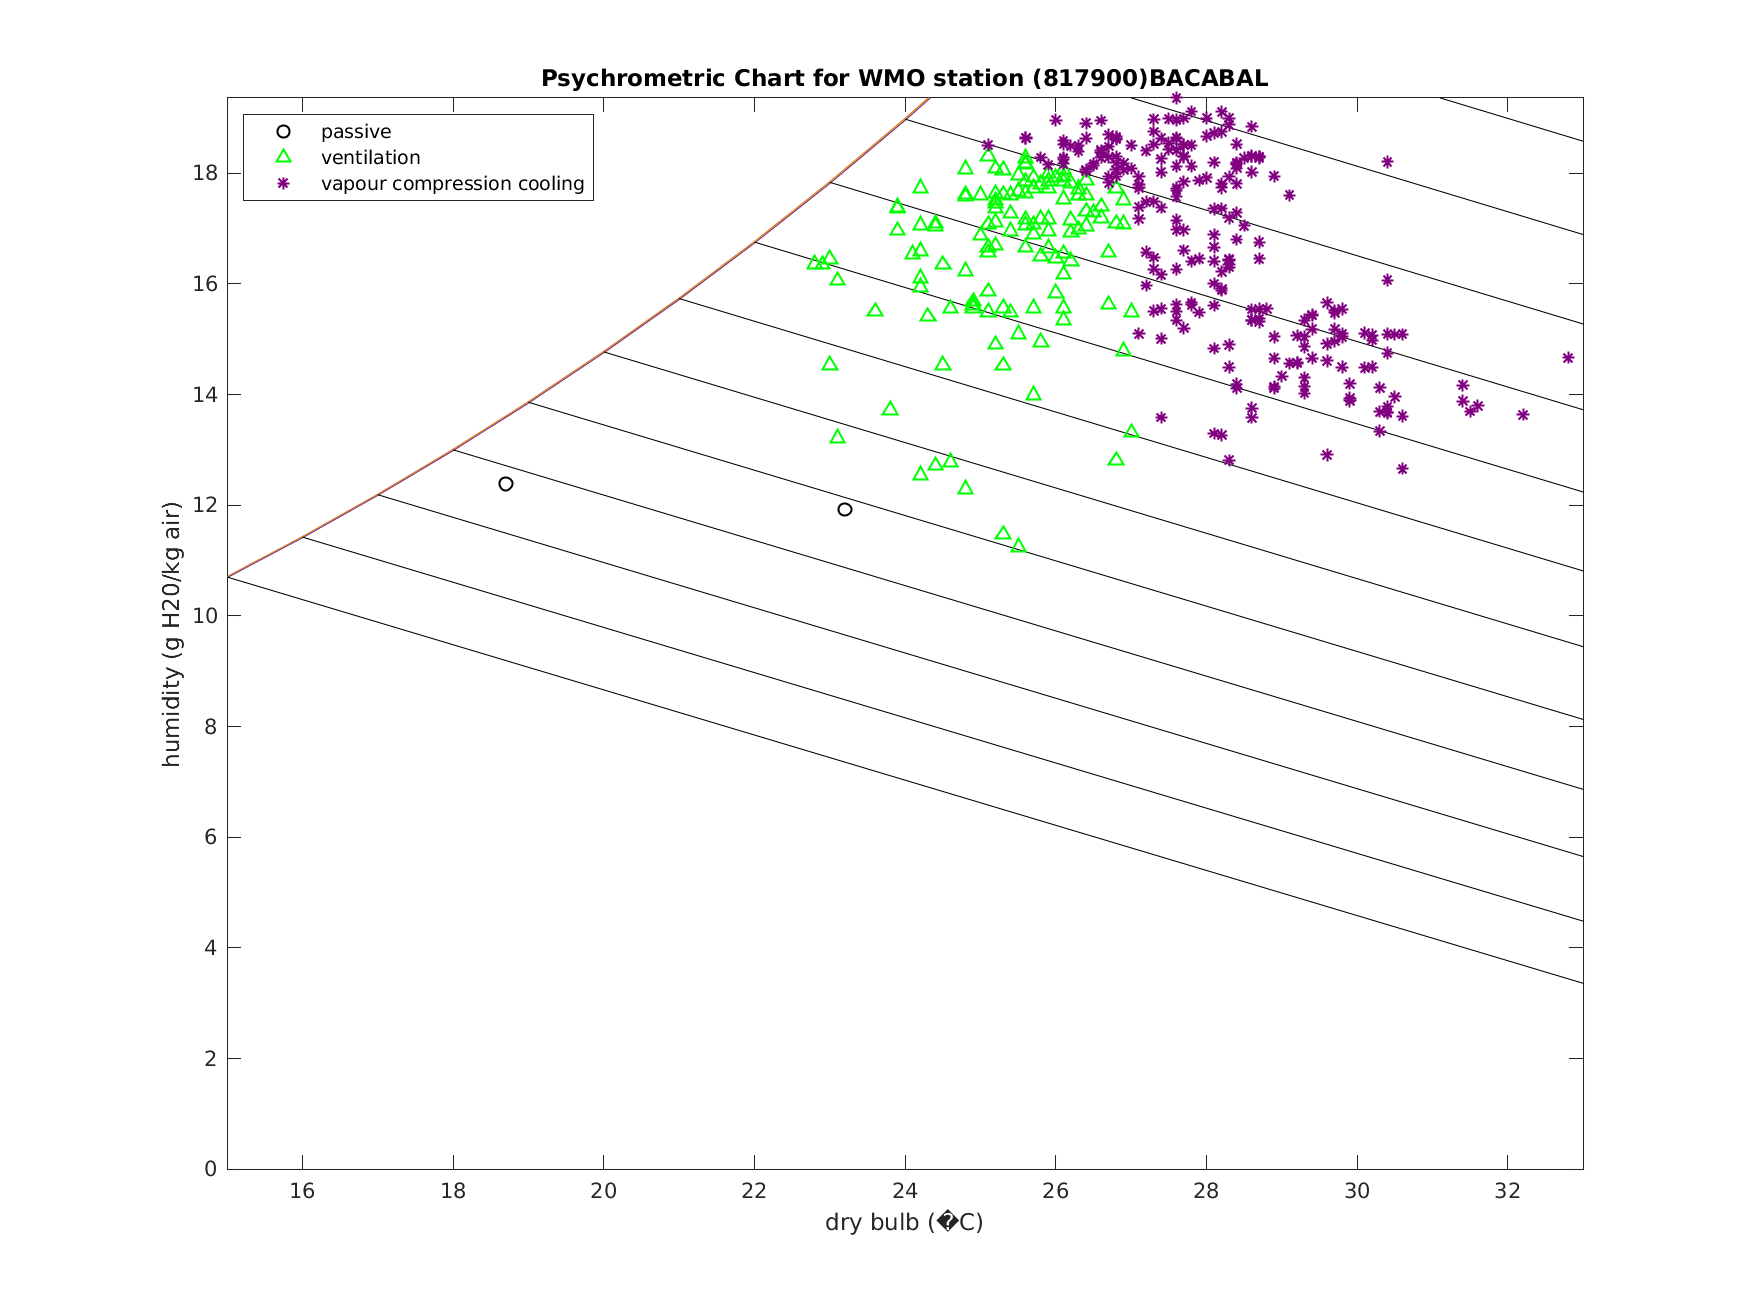 Psychrometric Chart for WMO station (817900)BACABAL
passive
ventilation
vapour compression cooling
18
16
14
12
10
8
6
4
2
0
humidity (g H20/kg air)
16 18 20 22 24 26 28 30 32
dry bulb (�C)